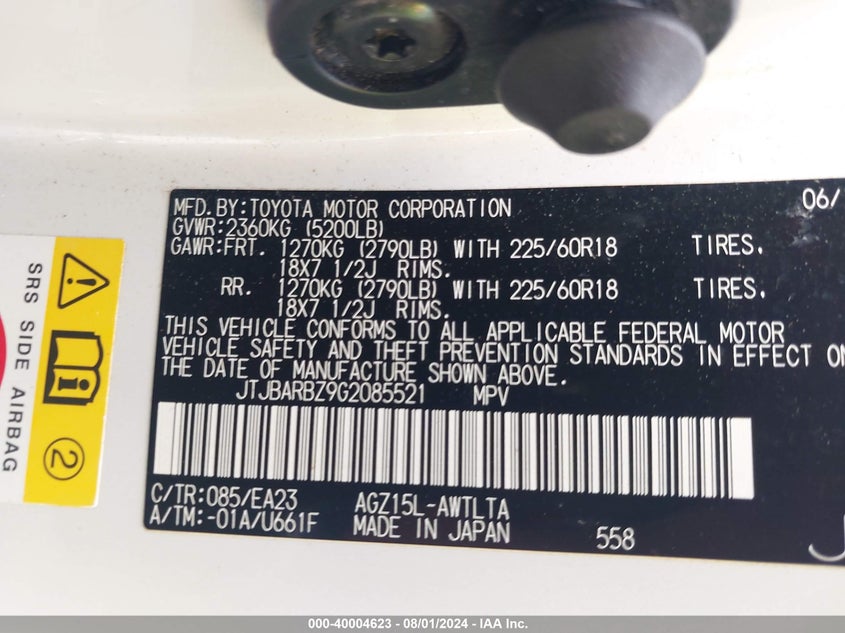 MFD.BY:TOYOTA MOTOR CORPORATION 06/
GVWR:2360KG (5200LB)
GAWR:FRT. 1270KG (2790LB) WITH 225/60R18 TIRES.
18X7 1/2J RIMS.
RR. 1270KG (2790LB) WITH 225/60R18 TIRES.
18X7 1/2J RIMS.
THIS VEHICLE CONFORMS TO ALL APPLICABLE FEDERAL MOTOR
VEHICLE SAFETY AND THEFT PREVENTION STANDARDS IN EFFECT ON
THE DATE OF MANUFACTURE SHOWN ABOVE.
JTJBARBZ9G2085521 MPV
C/TR:085/EA23 AGZ15L-AWTLTA
A/TM:-01A/U661F MADE IN JAPAN 558
J
SRS SIDE AIRBAG
2
000-40004623 - 08/01/2024 - IAA Inc.